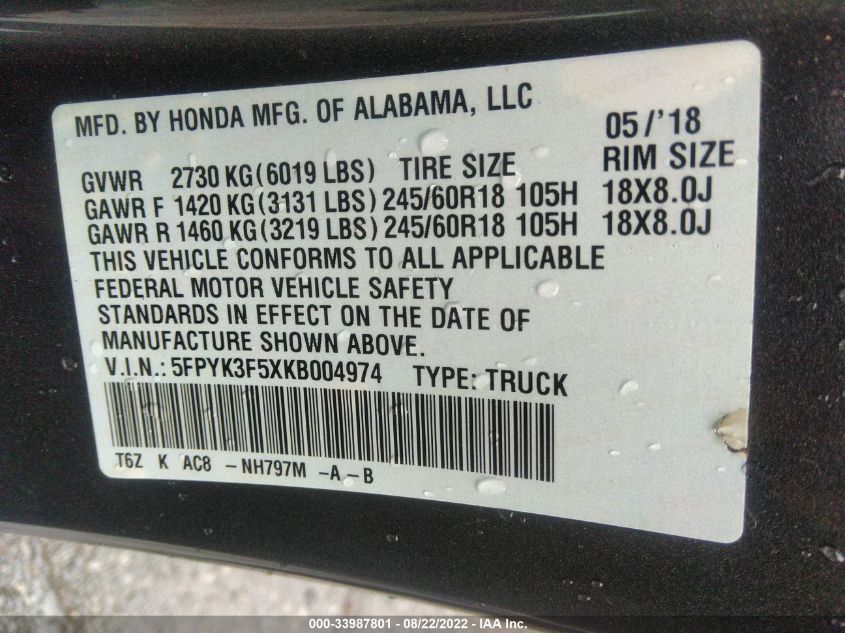 MFD. BY HONDA MFG. OF ALABAMA, LLC 05/'18
GVWR 2730 KG(6019 LBS) TIRE SIZE RIM SIZE
GAWR F 1420 KG(3131 LBS) 245/60R18 105H 18X8.0J
GAWR R 1460 KG(3219 LBS) 245/60R18 105H 18X8.0J
THIS VEHICLE CONFORMS TO ALL APPLICABLE
FEDERAL MOTOR VEHICLE SAFETY
STANDARDS IN EFFECT ON THE DATE OF
MANUFACTURE SHOWN ABOVE.
V.I.N.: 5FPYK3F5XKB004974 TYPE: TRUCK
T6Z K AC8 -NH797M -A-B
000-33987801 - 08/22/2022 - IAA Inc.